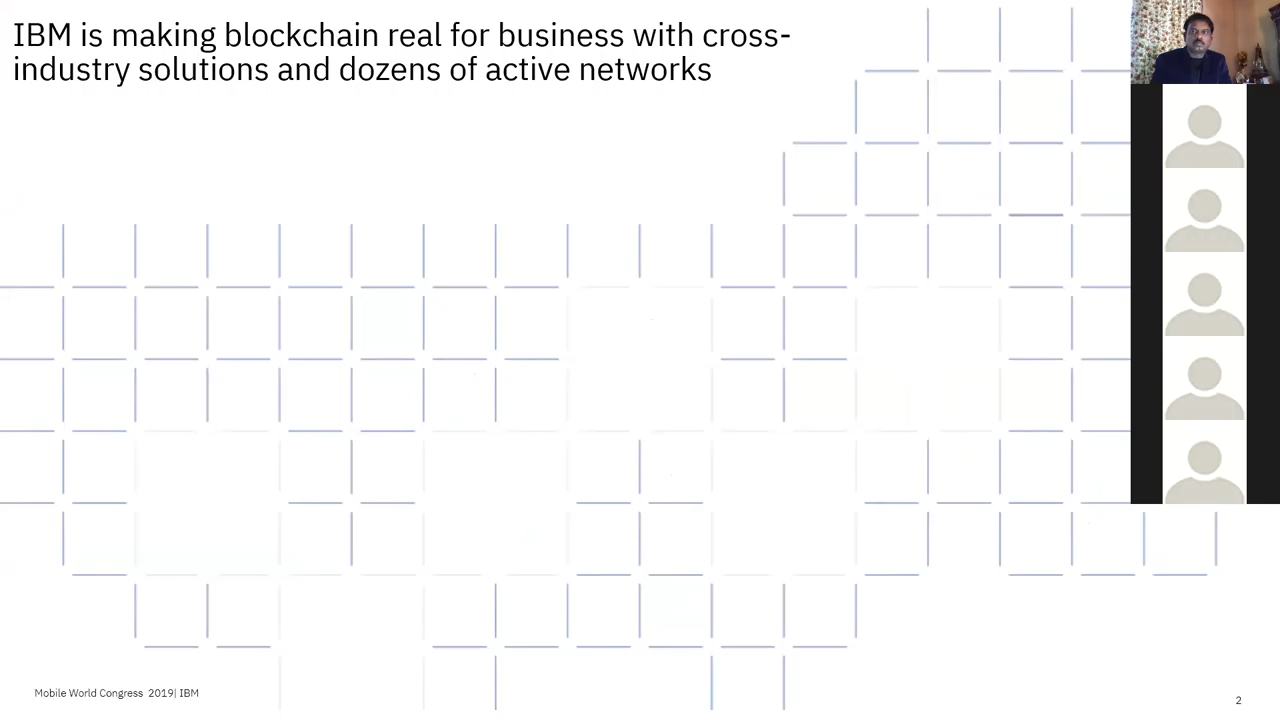 IBM is making blockchain real for business with cross-
industry solutions and dozens of active networks
Mobile World Congress  2019| IBM
2